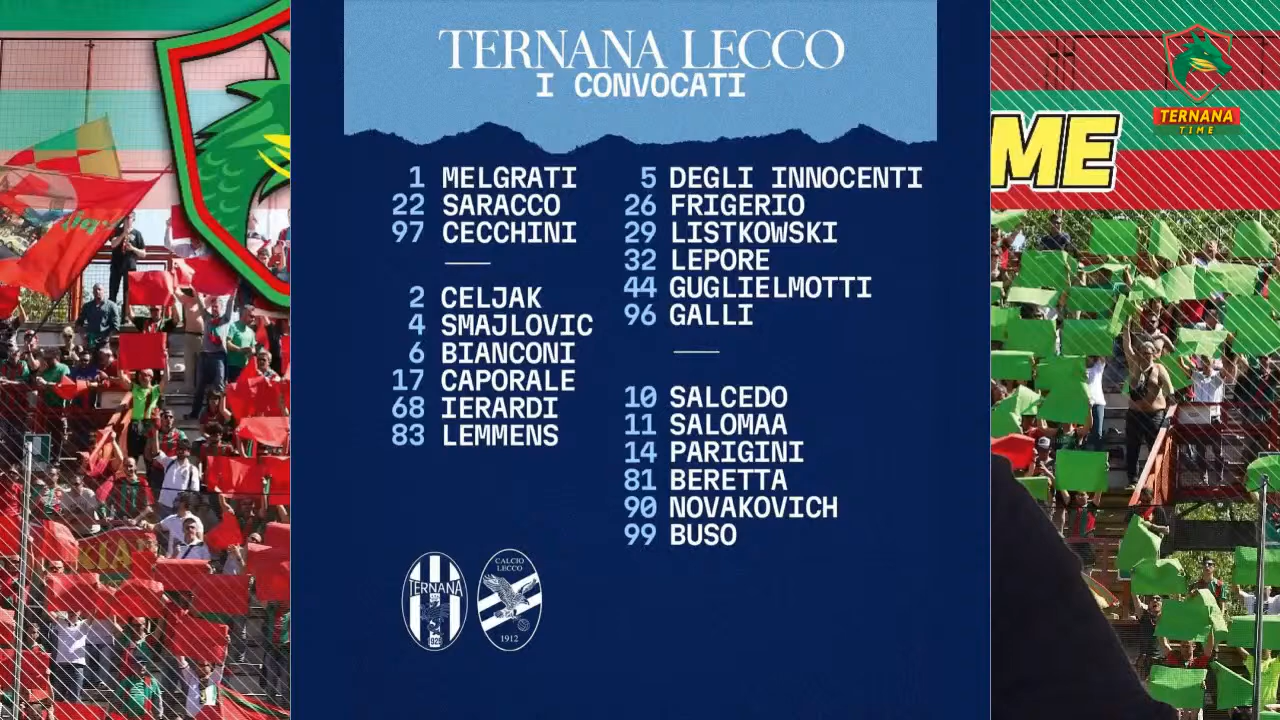 TERNANA LECCO
I CONVOCATI
1 MELGRATI
22 SARACCO
97 CECCHINI
2 CELJAK
4 SMAJLOVIC
6 BIANCONI
17 CAPORALE
68 IERARDI
83 LEMMENS
5 DEGLI INNOCENTI
26 FRIGERIO
29 LISTKOWSKI
32 LEPORE
44 GUGLIELMOTTI
96 GALLI
10 SALCEDO
11 SALOMAA
14 PARIGINI
81 BERETTA
90 NOVAKOVICH
99 BUSO
TERNANA
CALCIO
LECCO
1912
ME
TERNANA
TIME